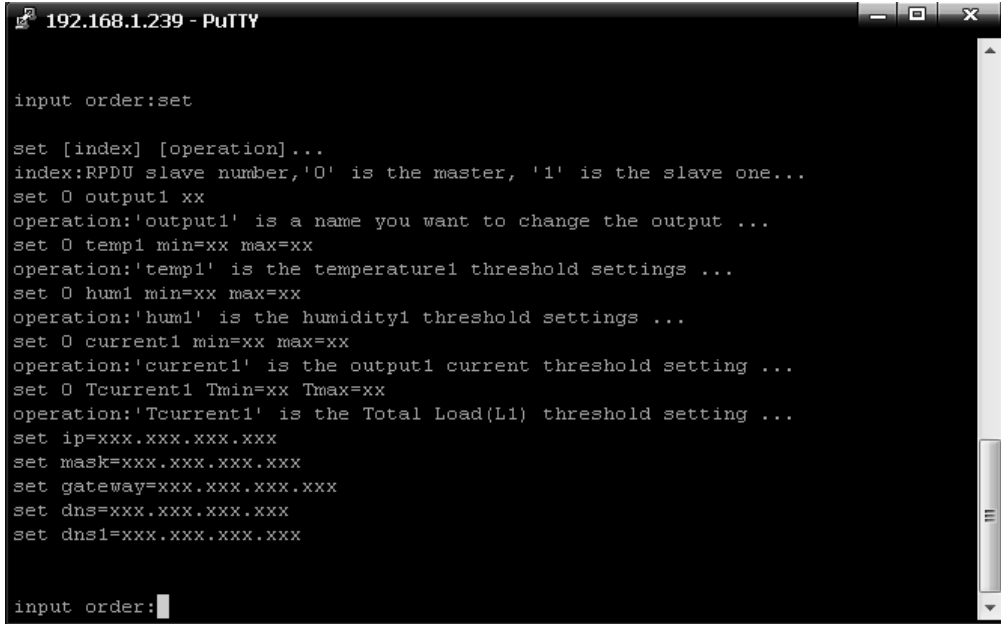 192.168.1.239 - PuTTY
input order:set
set [index] [operation]...
index:RPDU slave number,'0' is the master, '1' is the slave one...
set 0 output1 xx
operation:'output1' is a name you want to change the output ...
set 0 temp1 min=xx max=xx
operation:'temp1' is the temperature1 threshold settings ...
set 0 hum1 min=xx max=xx
operation:'hum1' is the humidity1 threshold settings ...
set 0 current1 min=xx max=xx
operation:'current1' is the output1 current threshold setting ...
set 0 Tcurrent1 Tmin=xx Tmax=xx
operation:'Tcurrent1' is the Total Load(L1) threshold setting ...
set ip=xxx.xxx.xxx.xxx
set mask=xxx.xxx.xxx.xxx
set gateway=xxx.xxx.xxx.xxx
set dns=xxx.xxx.xxx.xxx
set dns1=xxx.xxx.xxx.xxx
input order: